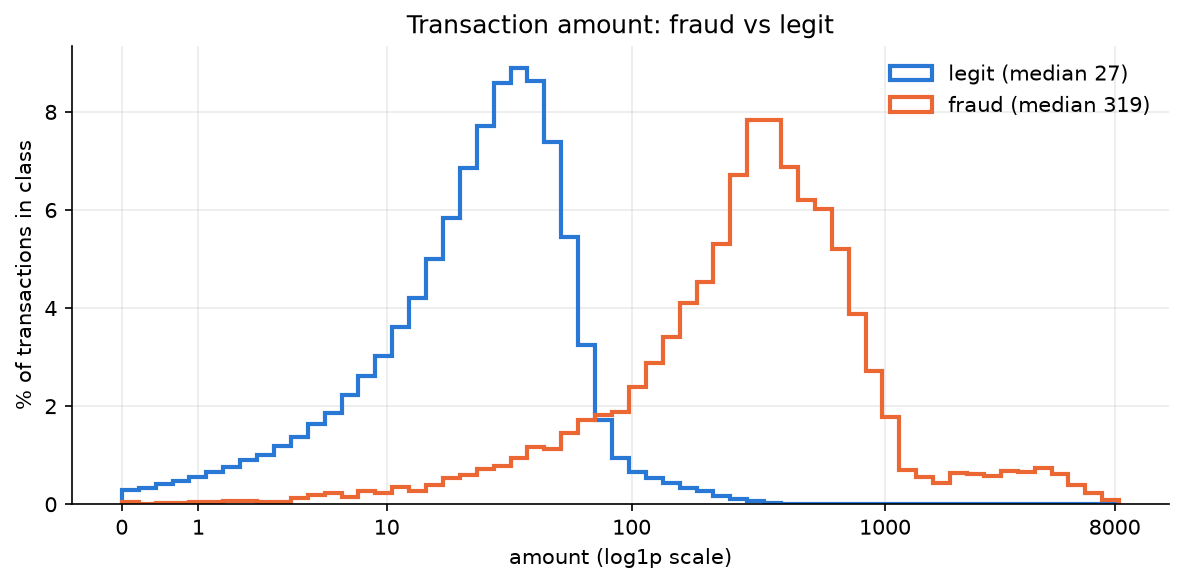 Transaction amount: fraud vs legit
legit (median 27)
fraud (median 319)
% of transactions in class
8
6
4
2
0
0 1 10 100 1000 8000
amount (log1p scale)